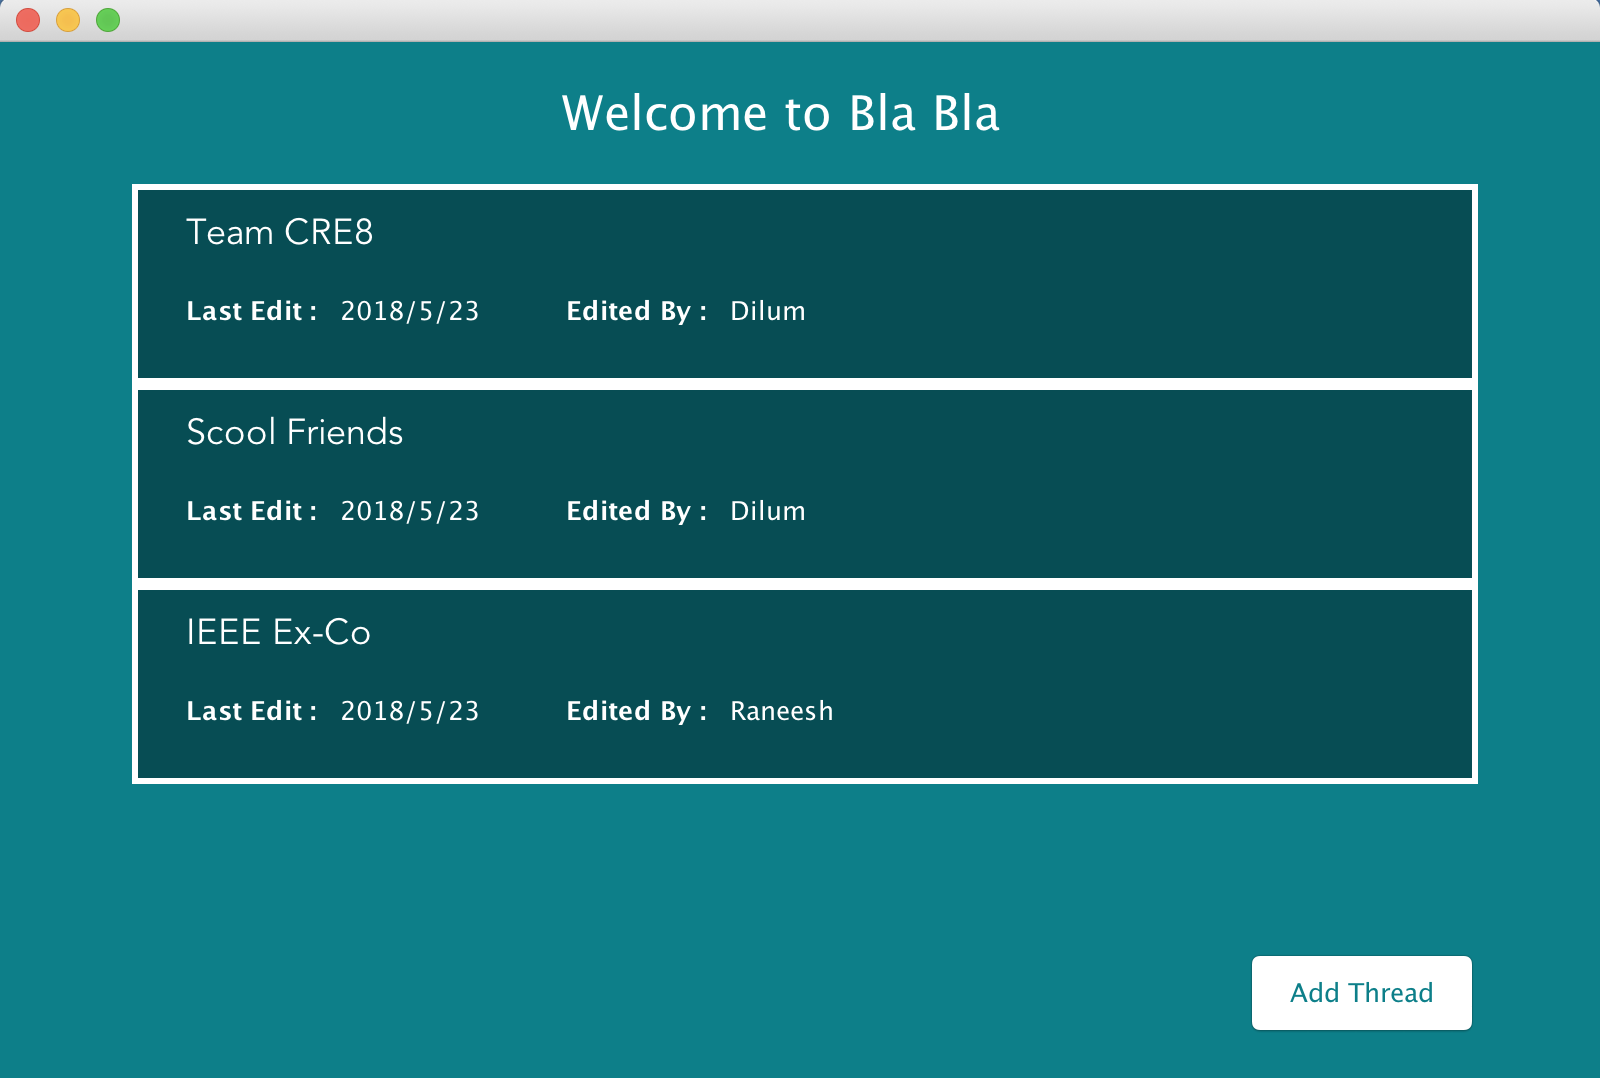 Welcome to Bla Bla
Team CRE8
Last Edit : 2018/5/23 Edited By : Dilum
Scool Friends
Last Edit : 2018/5/23 Edited By : Dilum
IEEE Ex-Co
Last Edit : 2018/5/23 Edited By : Raneesh
Add Thread